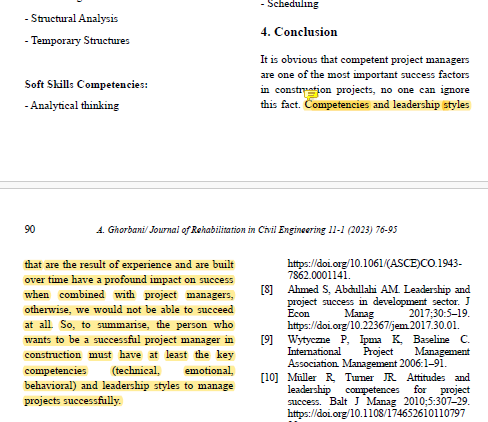 - Structural Analysis
- Temporary Structures
Soft Skills Competencies:
- Analytical thinking
- Scheduling
4. Conclusion
It is obvious that competent project managers
are one of the most important success factors
in construction projects, no one can ignore
this fact. Competencies and leadership styles
90
A. Ghorbani/ Journal of Rehabilitation in Civil Engineering 11-1 (2023) 76-95
that are the result of experience and are built
over time have a profound impact on success
when combined with project managers,
otherwise, we would not be able to succeed
at all. So, to summarise, the person who
wants to be a successful project manager in
construction must have at least the key
competencies (technical, emotional,
behavioral) and leadership styles to manage
projects successfully.
https://doi.org/10.1061/(ASCE)CO.1943-
7862.0001141.
[8] Ahmed S, Abdullahi AM. Leadership and
project success in development sector. J
Econ Manag 2017;30:5–19.
https://doi.org/10.22367/jem.2017.30.01.
[9] Wytyczne P, Ipma K, Baseline C.
International Project Management
Association. Management 2006:1–91.
[10] Müller R, Turner JR. Attitudes and
leadership competences for project
success. Balt J Manag 2010;5:307–29.
https://doi.org/10.1108/174652610110797